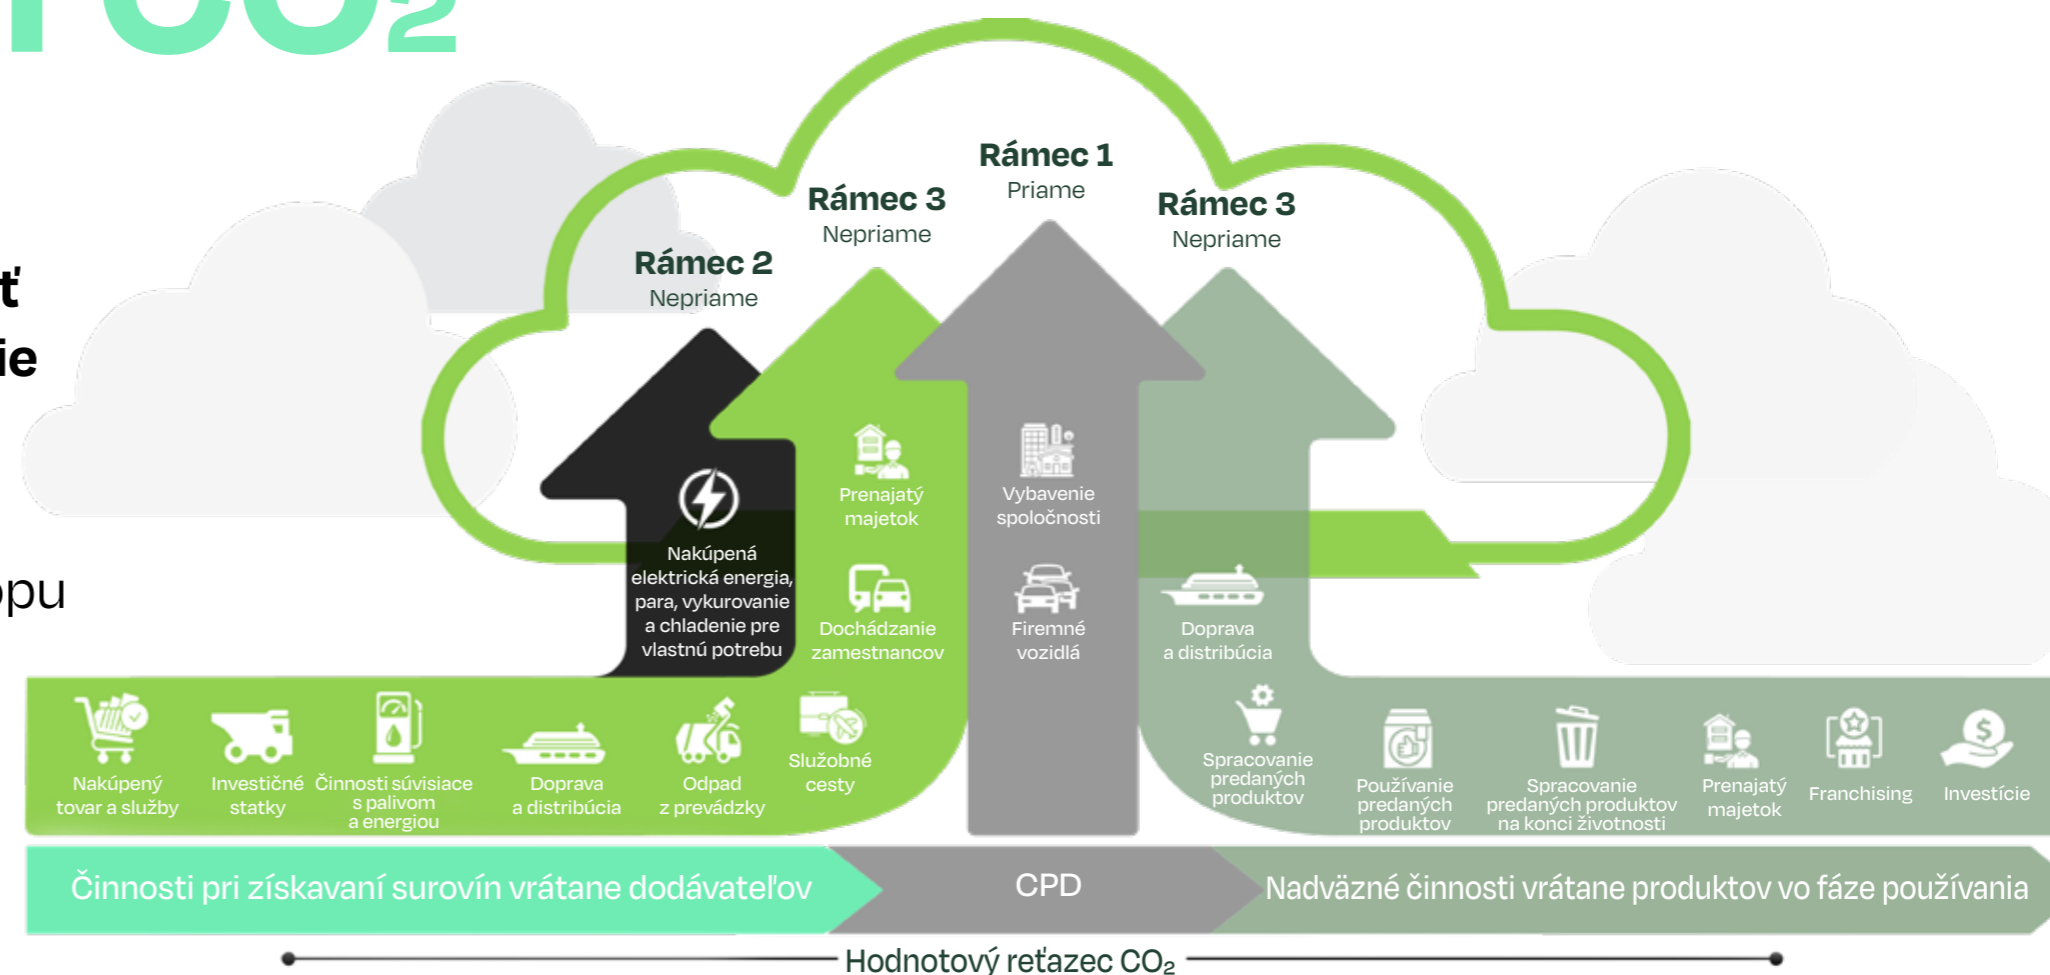 CO₂
Rámec 1
Priame
Rámec 3
Nepriame
Rámec 3
Nepriame
Rámec 2
Nepriame
ť
ie
opu
Nakúpená
elektrická energia,
para, vykurovanie
a chladenie pre
vlastnú potrebu
Prenajatý
majetok
Dochádzanie
zamestnancov
Vybavenie
spoločnosti
Firemné
vozidlá
Doprava
a distribúcia
Nakúpený
tovar a služby
Investičné
statky
Činnosti súvisiace
s palivom
a energiou
Doprava
a distribúcia
Odpad
z prevádzky
Služobné
cesty
Spracovanie
predaných
produktov
Používanie
predaných
produktov
Spracovanie
predaných produktov
na konci životnosti
Prenajatý
majetok
Franchising
Investície
Činnosti pri získavaní surovín vrátane dodávateľov
CPD
Nadväzné činnosti vrátane produktov vo fáze používania
Hodnotový reťazec CO₂